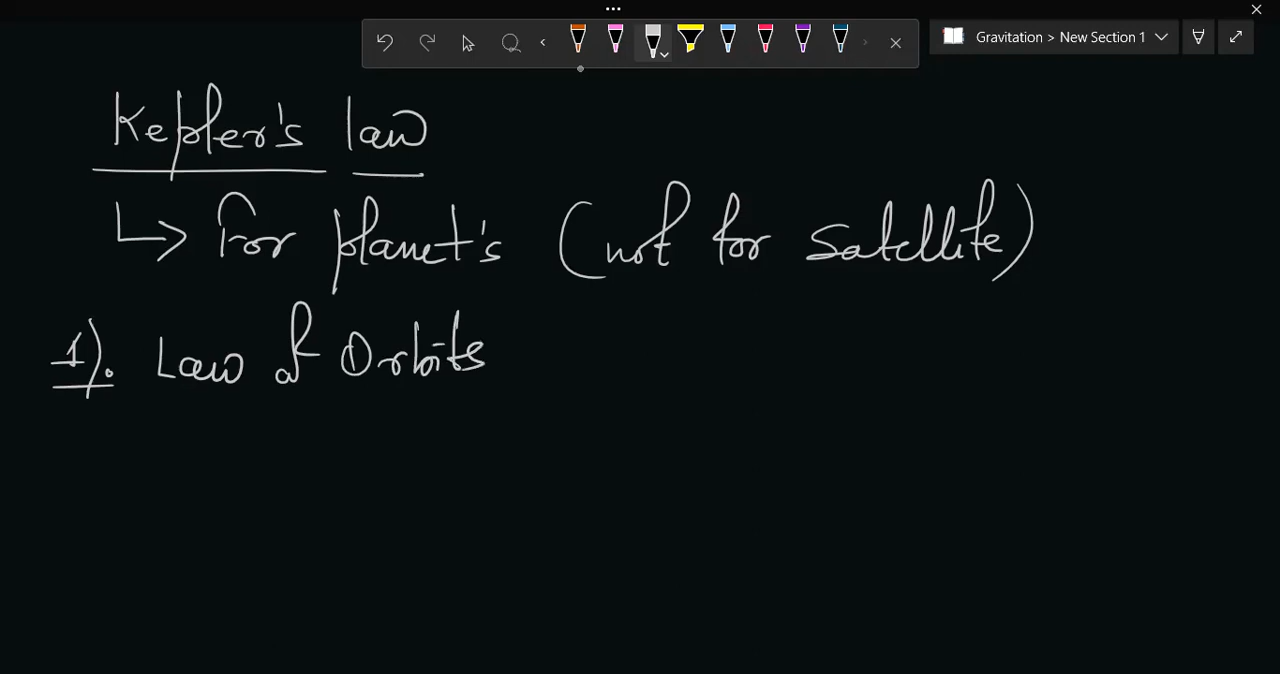 Gravitation > New Section 1
Kepler's law
↳ For planet's (not for satellite)
1). Law of Orbits